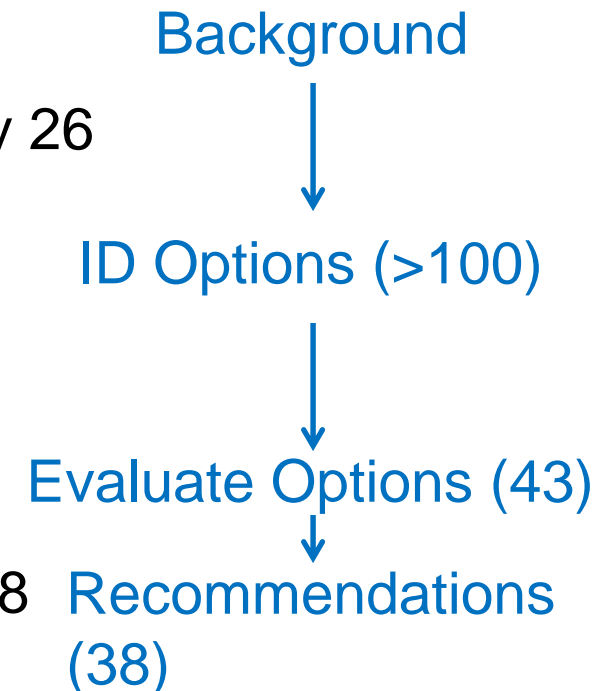 Background
y 26
ID Options (>100)
Evaluate Options (43)
8 Recommendations
(38)